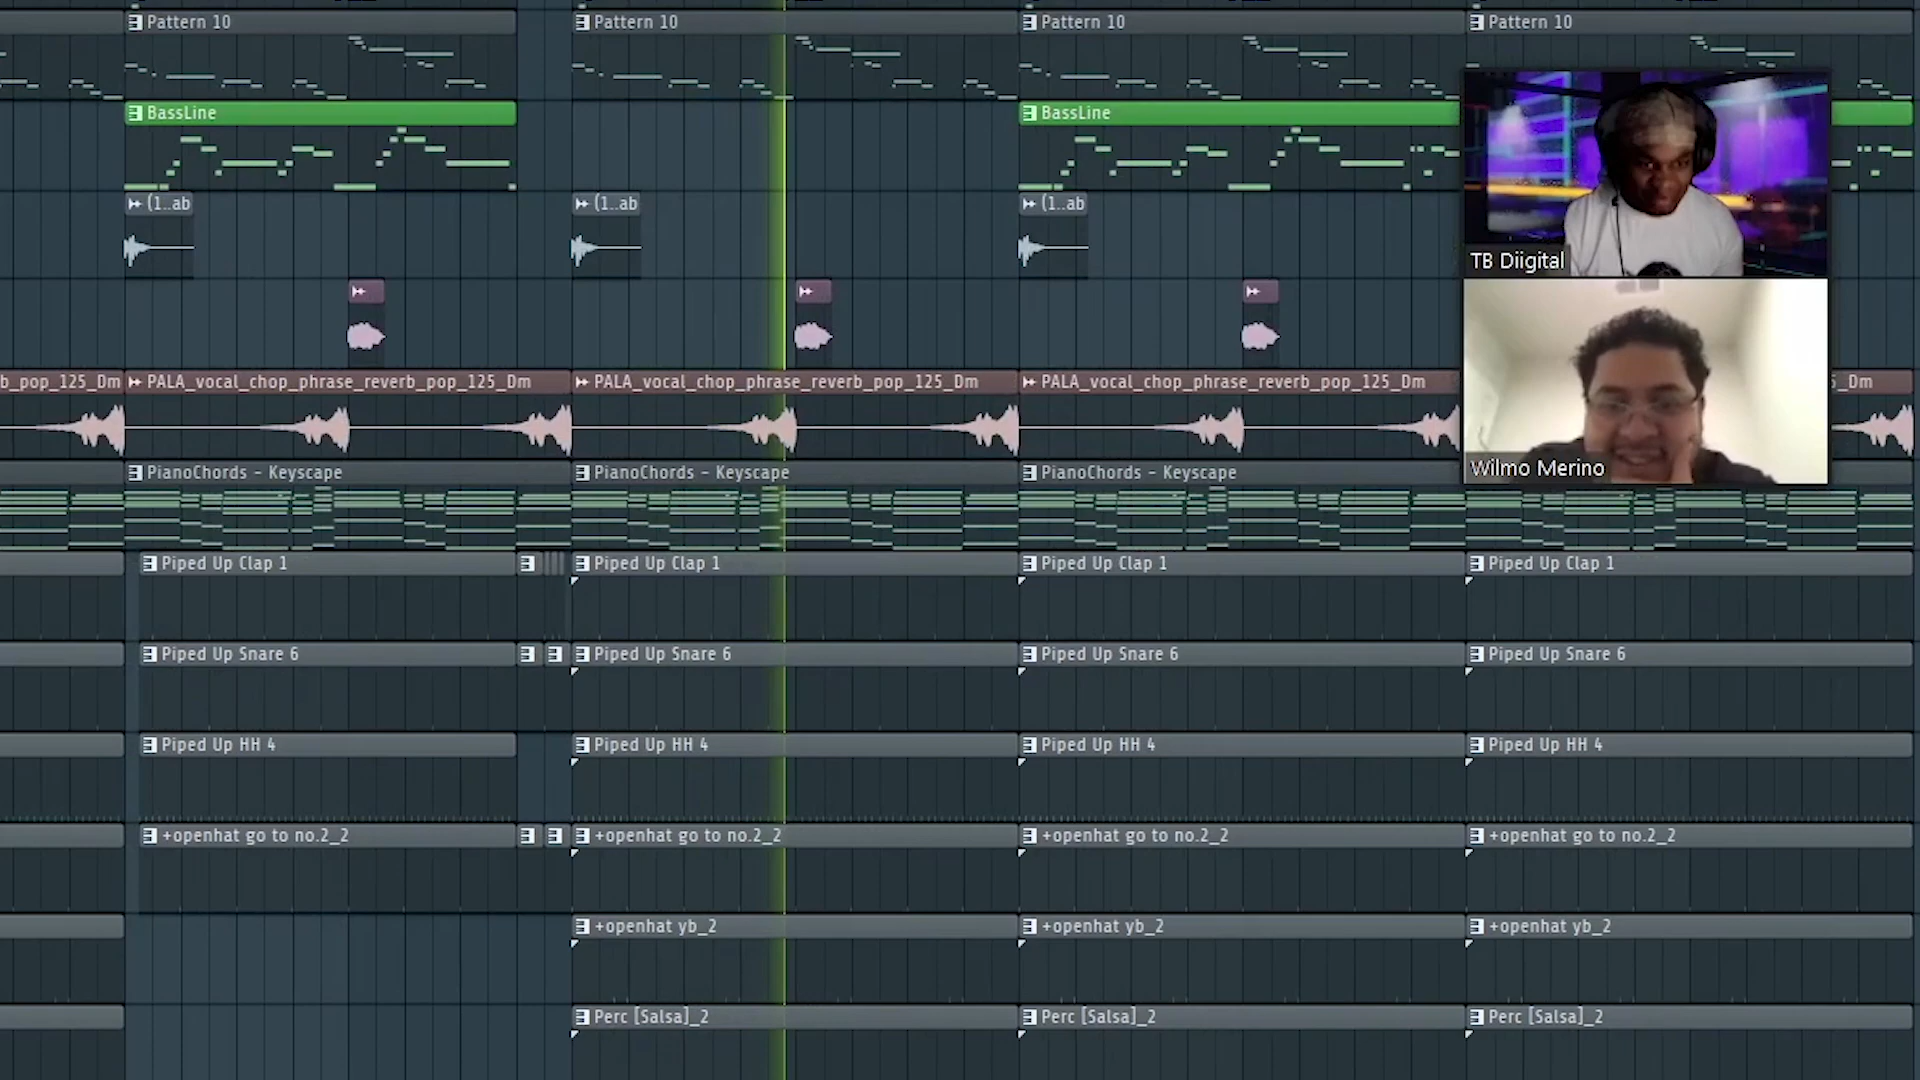 Pattern 10 Pattern 10 Pattern 10 Pattern 10
BassLine BassLine
(1..ab (1..ab (1..ab
TB Diigital
b_pop_125_Dm PALA_vocal_chop_phrase_reverb_pop_125_Dm PALA_vocal_chop_phrase_reverb_pop_125_Dm PALA_vocal_chop_phrase_reverb_pop_125_Dm 5_Dm
Wilmo Merino
PianoChords - Keyscape PianoChords - Keyscape PianoChords - Keyscape
Piped Up Clap 1 Piped Up Clap 1 Piped Up Clap 1 Piped Up Clap 1
Piped Up Snare 6 Piped Up Snare 6 Piped Up Snare 6 Piped Up Snare 6
Piped Up HH 4 Piped Up HH 4 Piped Up HH 4 Piped Up HH 4
+openhat go to no.2_2 +openhat go to no.2_2 +openhat go to no.2_2 +openhat go to no.2_2
+openhat yb_2 +openhat yb_2 +openhat yb_2
Perc [Salsa]_2 Perc [Salsa]_2 Perc [Salsa]_2